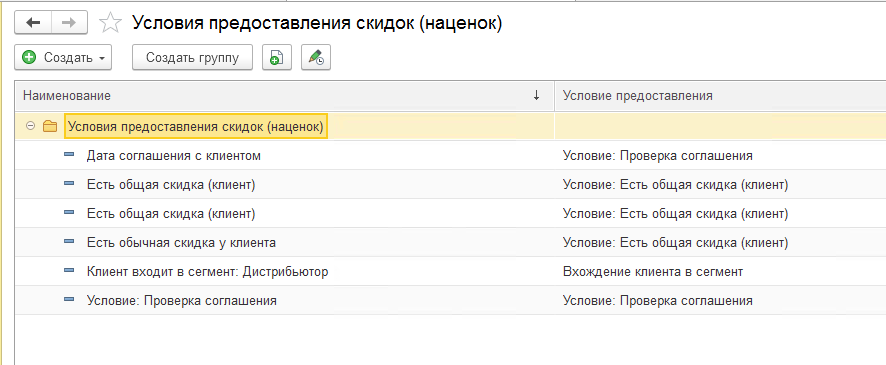 Условия предоставления скидок (наценок)
Создать Создать группу
Наименование Условие предоставления
Условия предоставления скидок (наценок)
Дата соглашения с клиентом Условие: Проверка соглашения
Есть общая скидка (клиент) Условие: Есть общая скидка (клиент)
Есть общая скидка (клиент) Условие: Есть общая скидка (клиент)
Есть обычная скидка у клиента Условие: Есть общая скидка (клиент)
Клиент входит в сегмент: Дистрибьютор Вхождение клиента в сегмент
Условие: Проверка соглашения Условие: Проверка соглашения